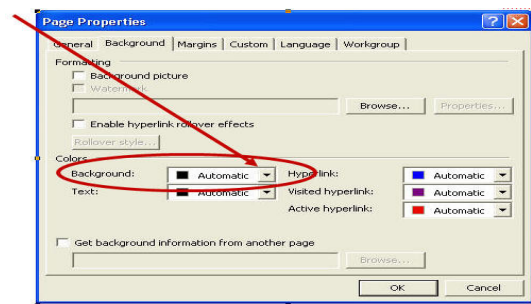 Page Properties
General Background Margins Custom Language Workgroup
Formatting
Background picture
Watermark
Browse... Properties...
Enable hyperlink rollover effects
Rollover style...
Colors
Background: Automatic Hyperlink: Automatic
Text: Automatic Visited hyperlink: Automatic
Active hyperlink: Automatic
Get background information from another page
Browse...
OK Cancel